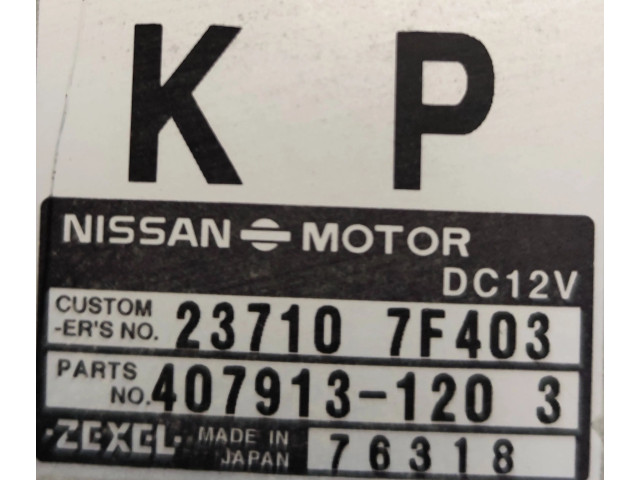 K P
NISSAN MOTOR
DC12V
CUSTOM
-ER'S NO. 23710 7F403
PARTS
NO. 407913-120 3
·ZEXEL· MADE IN
JAPAN 76318